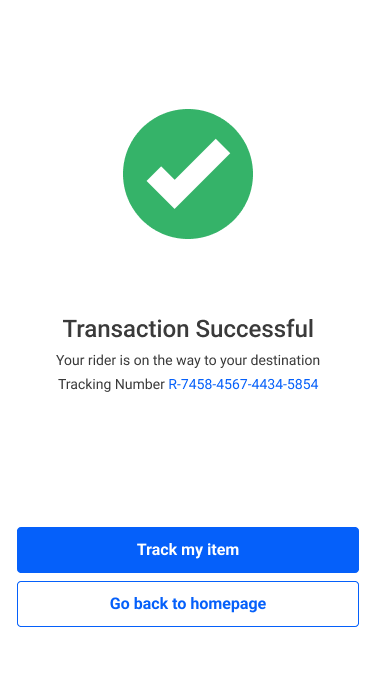 Transaction Successful
Your rider is on the way to your destination
Tracking Number R-7458-4567-4434-5854
Track my item
Go back to homepage